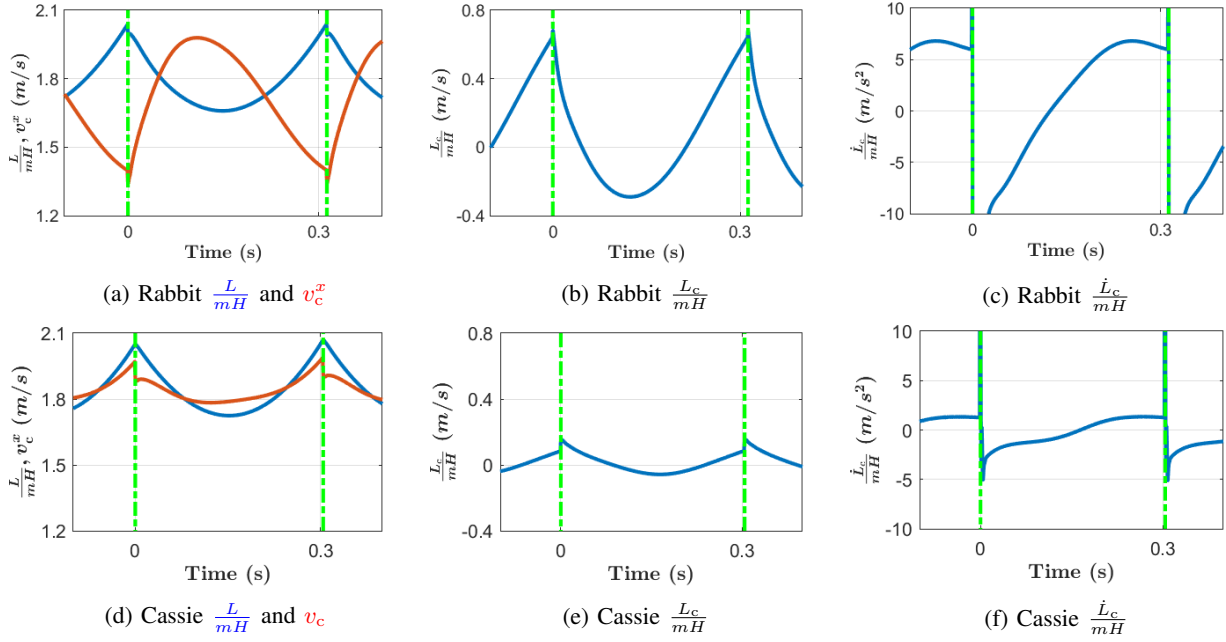 2.1
1.8
1.5
1.2
0
0.3
L/mH, v_c^x (m/s)
Time (s)
(a) Rabbit L/mH and v_c^x
0.8
0.4
0
-0.4
0
0.3
L_c/mH (m/s)
Time (s)
(b) Rabbit L_c/mH
10
5
0
-5
-10
0
0.3
L̇_c/mH (m/s²)
Time (s)
(c) Rabbit L̇_c/mH
2.1
1.8
1.5
1.2
0
0.3
L/mH, v_c^x (m/s)
Time (s)
(d) Cassie L/mH and v_c
0.8
0.4
0
-0.4
0
0.3
L_c/mH (m/s)
Time (s)
(e) Cassie L_c/mH
10
5
0
-5
-10
0
0.3
L̇_c/mH (m/s²)
Time (s)
(f) Cassie L̇_c/mH